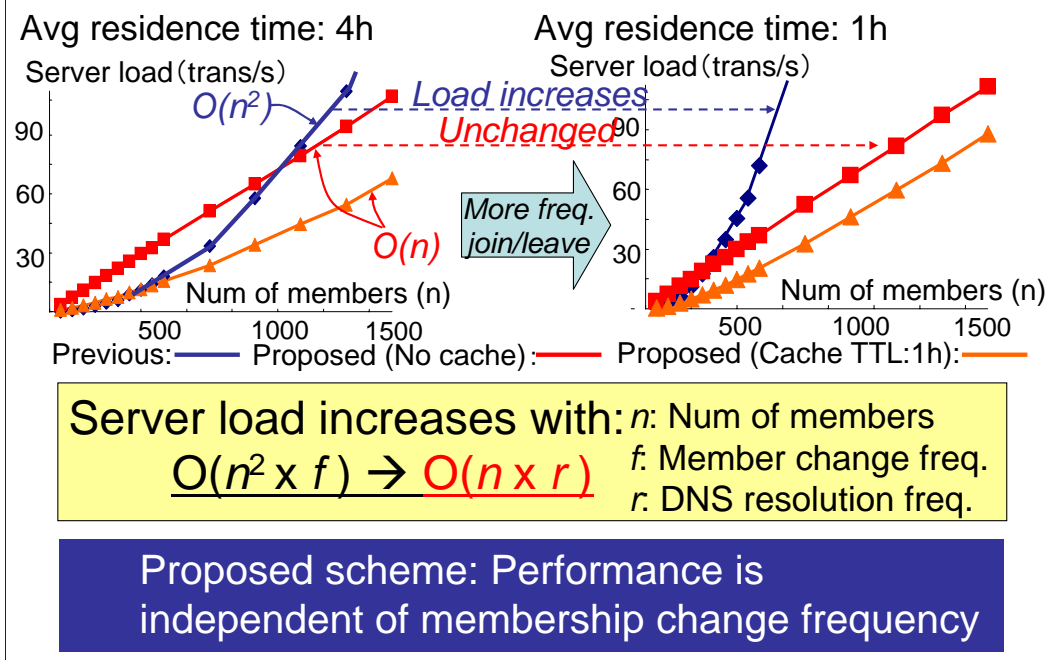 Avg residence time: 4h
Avg residence time: 1h
Server load（trans/s）
Server load（trans/s）
O(n²)
Load increases
Unchanged
90
60
30
90
60
30
More freq.
join/leave
O(n)
Num of members (n)
Num of members (n)
500
1000
1500
500
1000
1500
Previous:
Proposed (No cache):
Proposed (Cache TTL:1h):
Server load increases with:
O(n² x f ) → O(n x r )
n: Num of members
f: Member change freq.
r: DNS resolution freq.
Proposed scheme: Performance is
independent of membership change frequency